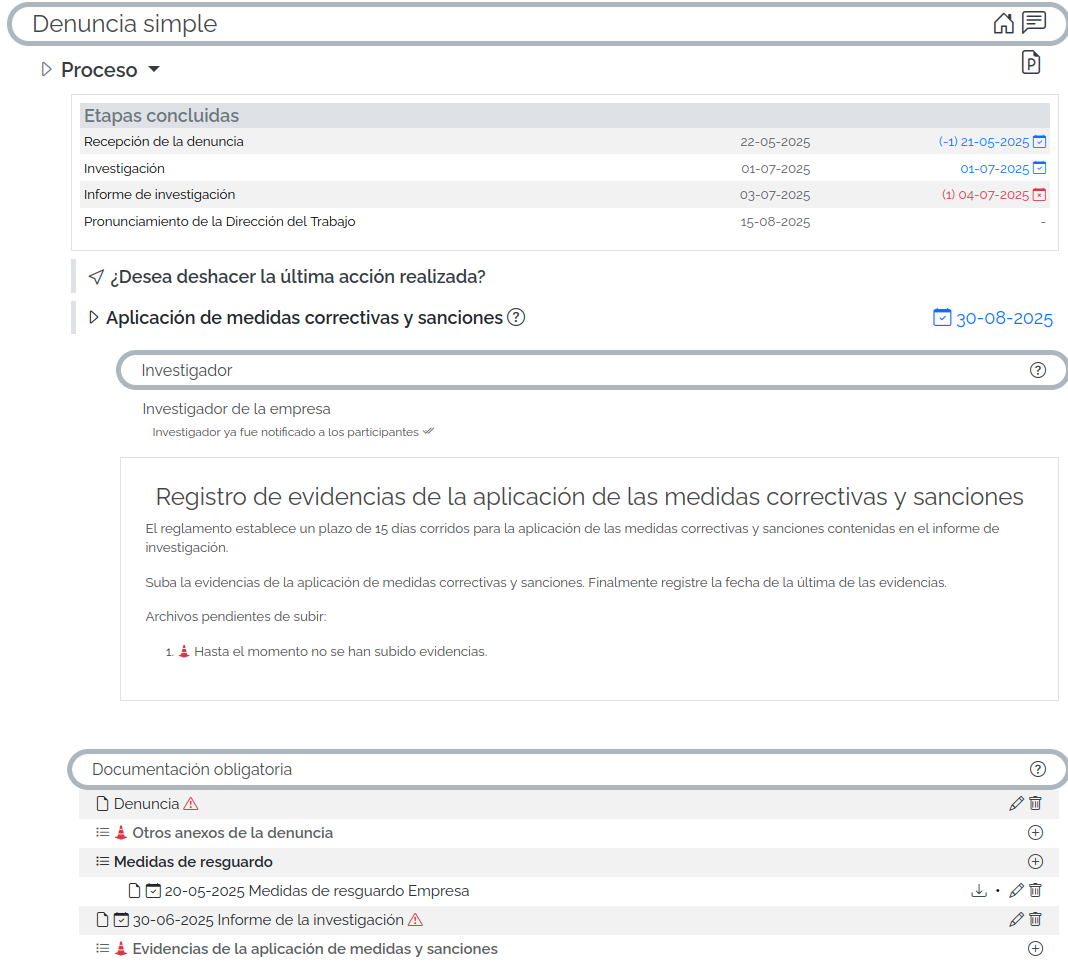 Denuncia simple
Proceso
Etapas concluidas
Recepción de la denuncia 22-05-2025 (-1) 21-05-2025
Investigación 01-07-2025 01-07-2025
Informe de investigación 03-07-2025 (1) 04-07-2025
Pronunciamiento de la Dirección del Trabajo 15-08-2025 -
¿Desea deshacer la última acción realizada?
Aplicación de medidas correctivas y sanciones 30-08-2025
Investigador
Investigador de la empresa
Investigador ya fue notificado a los participantes
Registro de evidencias de la aplicación de las medidas correctivas y sanciones
El reglamento establece un plazo de 15 días corridos para la aplicación de las medidas correctivas y sanciones contenidas en el informe de
investigación.
Suba la evidencias de la aplicación de medidas correctivas y sanciones. Finalmente registre la fecha de la última de las evidencias.
Archivos pendientes de subir:
1. Hasta el momento no se han subido evidencias.
Documentación obligatoria
Denuncia
Otros anexos de la denuncia
Medidas de resguardo
20-05-2025 Medidas de resguardo Empresa
30-06-2025 Informe de la investigación
Evidencias de la aplicación de medidas y sanciones